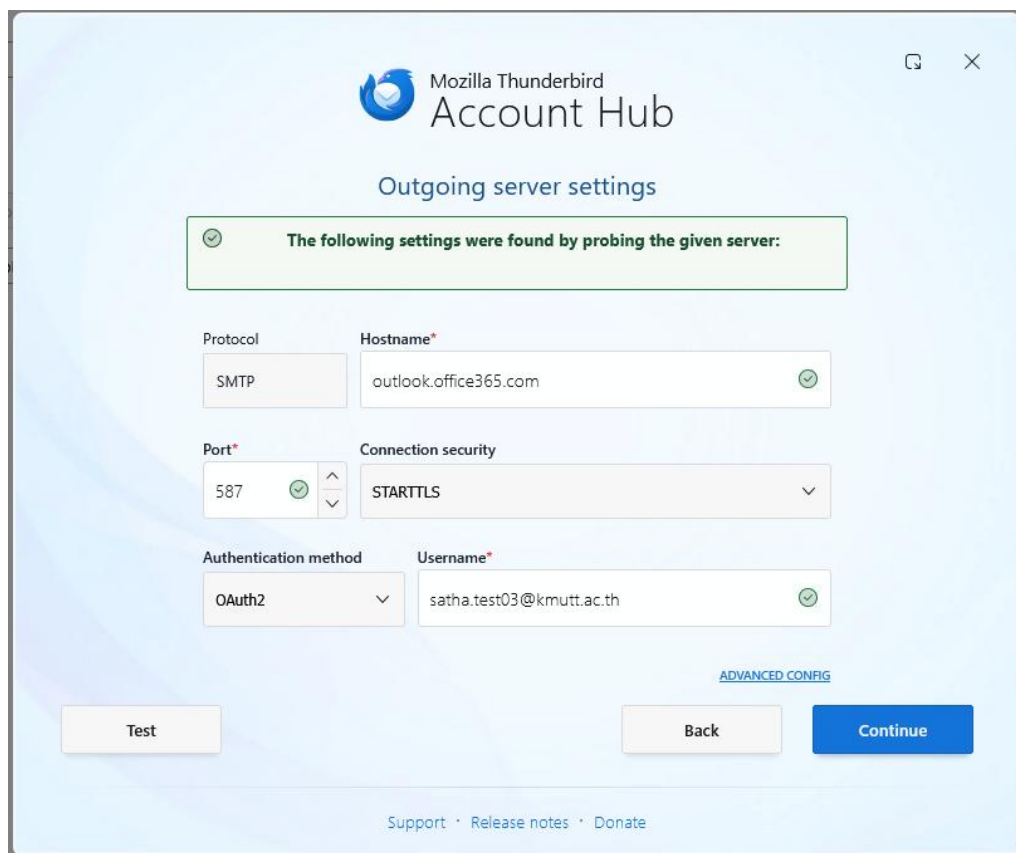 Mozilla Thunderbird
Account Hub
Outgoing server settings
The following settings were found by probing the given server:
Protocol
Hostname*
SMTP
outlook.office365.com
Port*
Connection security
587
STARTTLS
Authentication method
Username*
OAuth2
satha.test03@kmutt.ac.th
ADVANCED CONFIG
Test
Back
Continue
Support · Release notes · Donate